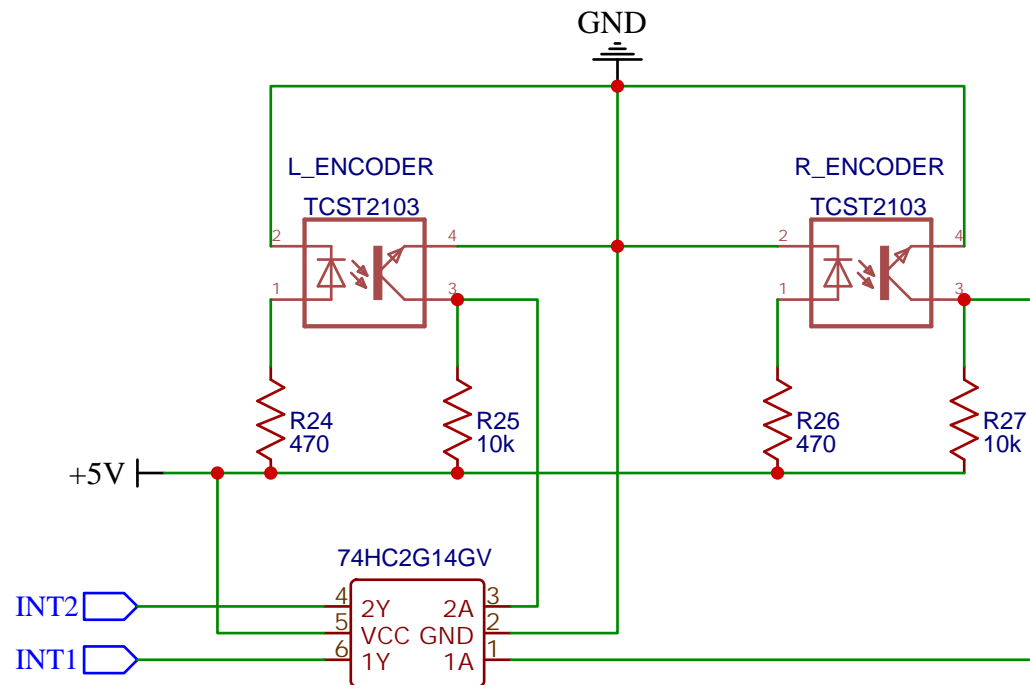 GND
L_ENCODER
R_ENCODER
TCST2103
TCST2103
2
4
2
4
1
3
1
3
R24
470
R25
10k
R26
470
R27
10k
+5V
74HC2G14GV
INT2
4
2Y
2A
3
5
VCC
GND
2
INT1
6
1Y
1A
1